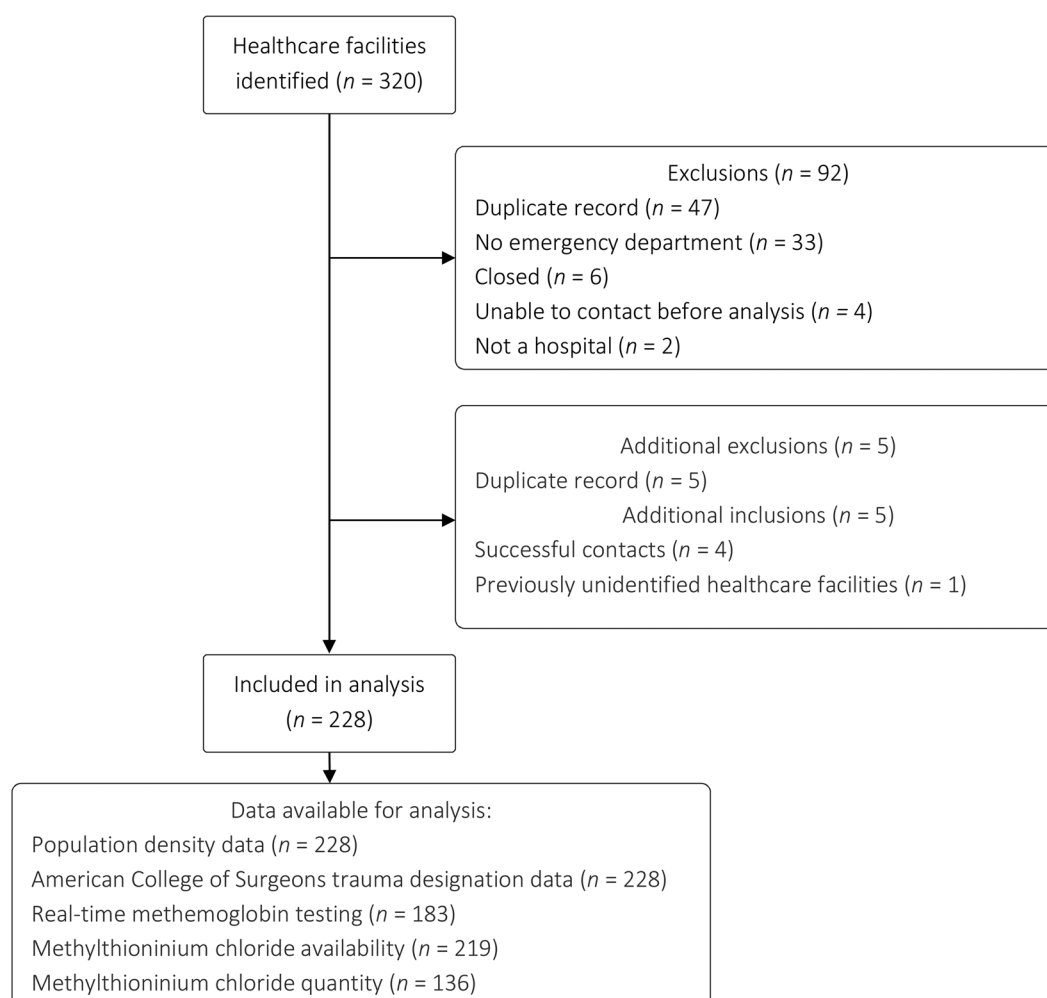 Healthcare facilities
identified (n = 320)
Exclusions (n = 92)
Duplicate record (n = 47)
No emergency department (n = 33)
Closed (n = 6)
Unable to contact before analysis (n = 4)
Not a hospital (n = 2)
Additional exclusions (n = 5)
Duplicate record (n = 5)
Additional inclusions (n = 5)
Successful contacts (n = 4)
Previously unidentified healthcare facilities (n = 1)
Included in analysis
(n = 228)
Data available for analysis:
Population density data (n = 228)
American College of Surgeons trauma designation data (n = 228)
Real-time methemoglobin testing (n = 183)
Methylthioninium chloride availability (n = 219)
Methylthioninium chloride quantity (n = 136)